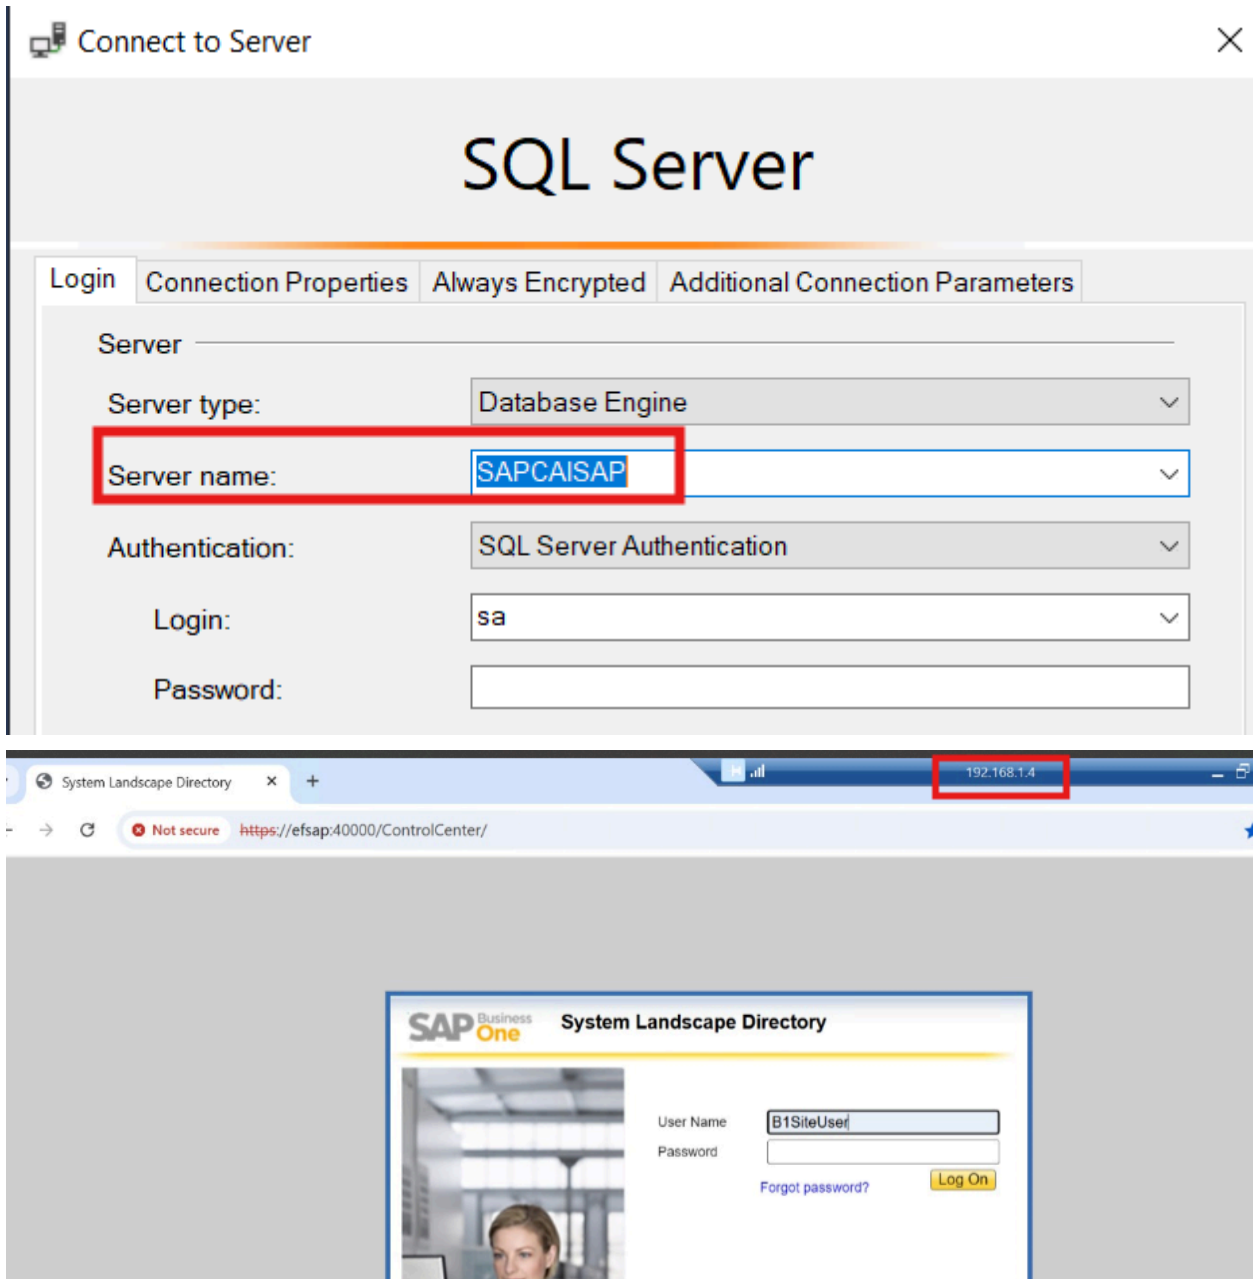 Connect to Server
SQL Server
Login Connection Properties Always Encrypted Additional Connection Parameters
Server
Server type: Database Engine
Server name: SAPCAISAP
Authentication: SQL Server Authentication
Login: sa
Password:
System Landscape Directory
192.168.1.4
Not secure https://efsap:40000/ControlCenter/
SAP Business One System Landscape Directory
User Name B1SiteUser
Password
Forgot password? Log On